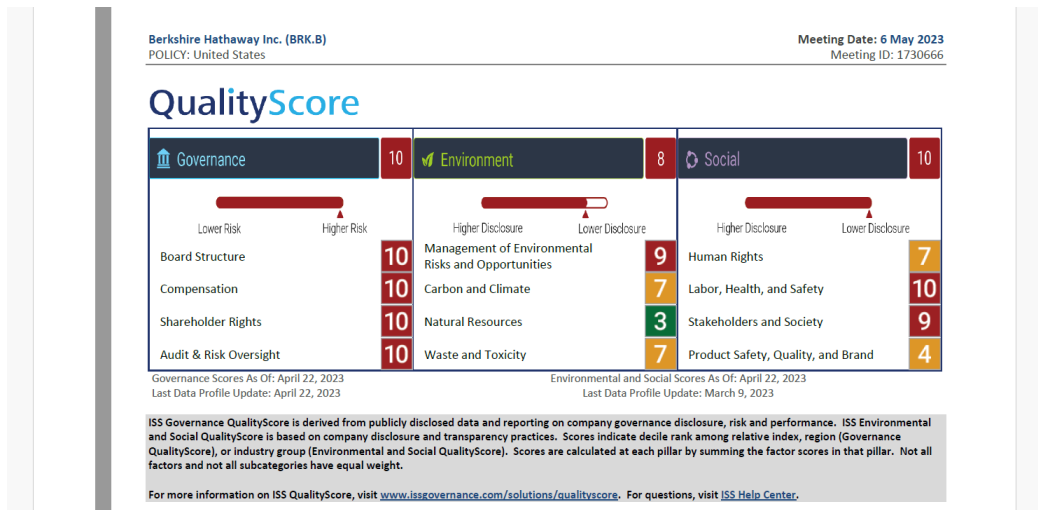 Berkshire Hathaway Inc. (BRK.B) Meeting Date: 6 May 2023
POLICY: United States Meeting ID: 1730666
QualityScore
Governance 10 Environment 8 Social 10
Lower Risk Higher Risk Higher Disclosure Lower Disclosure Higher Disclosure Lower Disclosure
Board Structure 10
Compensation 10
Shareholder Rights 10
Audit & Risk Oversight 10
Management of Environmental
Risks and Opportunities 9
Carbon and Climate 7
Natural Resources 3
Waste and Toxicity 7
Human Rights 7
Labor, Health, and Safety 10
Stakeholders and Society 9
Product Safety, Quality, and Brand 4
Governance Scores As Of: April 22, 2023
Last Data Profile Update: April 22, 2023
Environmental and Social Scores As Of: April 22, 2023
Last Data Profile Update: March 9, 2023
ISS Governance QualityScore is derived from publicly disclosed data and reporting on company governance disclosure, risk and performance. ISS Environmental
and Social QualityScore is based on company disclosure and transparency practices. Scores indicate decile rank among relative index, region (Governance
QualityScore), or industry group (Environmental and Social QualityScore). Scores are calculated at each pillar by summing the factor scores in that pillar. Not all
factors and not all subcategories have equal weight.
For more information on ISS QualityScore, visit www.issgovernance.com/solutions/qualityscore. For questions, visit ISS Help Center.